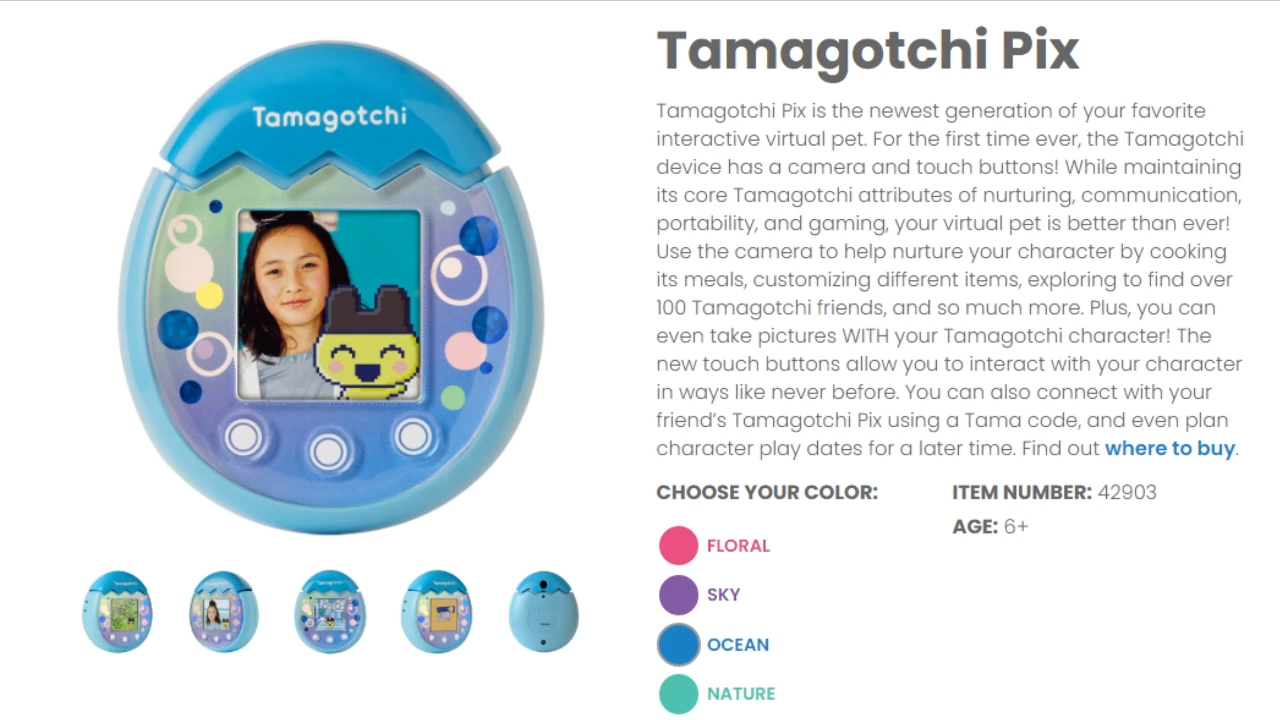 Tamagotchi
Tamagotchi Pix
Tamagotchi Pix is the newest generation of your favorite
interactive virtual pet. For the first time ever, the Tamagotchi
device has a camera and touch buttons! While maintaining
its core Tamagotchi attributes of nurturing, communication,
portability, and gaming, your virtual pet is better than ever!
Use the camera to help nurture your character by cooking
its meals, customizing different items, exploring to find over
100 Tamagotchi friends, and so much more. Plus, you can
even take pictures WITH your Tamagotchi character! The
new touch buttons allow you to interact with your character
in ways like never before. You can also connect with your
friend’s Tamagotchi Pix using a Tama code, and even plan
character play dates for a later time. Find out where to buy.
CHOOSE YOUR COLOR:
FLORAL
SKY
OCEAN
NATURE
ITEM NUMBER: 42903
AGE: 6+